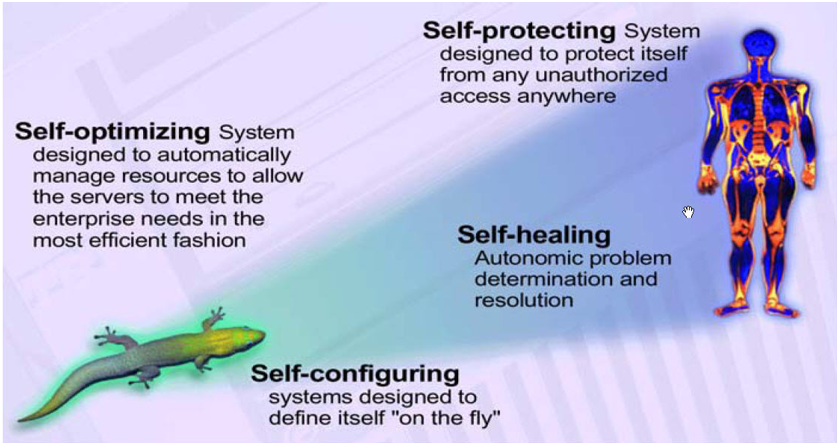 Self-protecting System
designed to protect itself
from any unauthorized
access anywhere
Self-optimizing System
designed to automatically
manage resources to allow
the servers to meet the
enterprise needs in the
most efficient fashion
Self-healing
Autonomic problem
determination and
resolution
Self-configuring
systems designed to
define itself "on the fly"